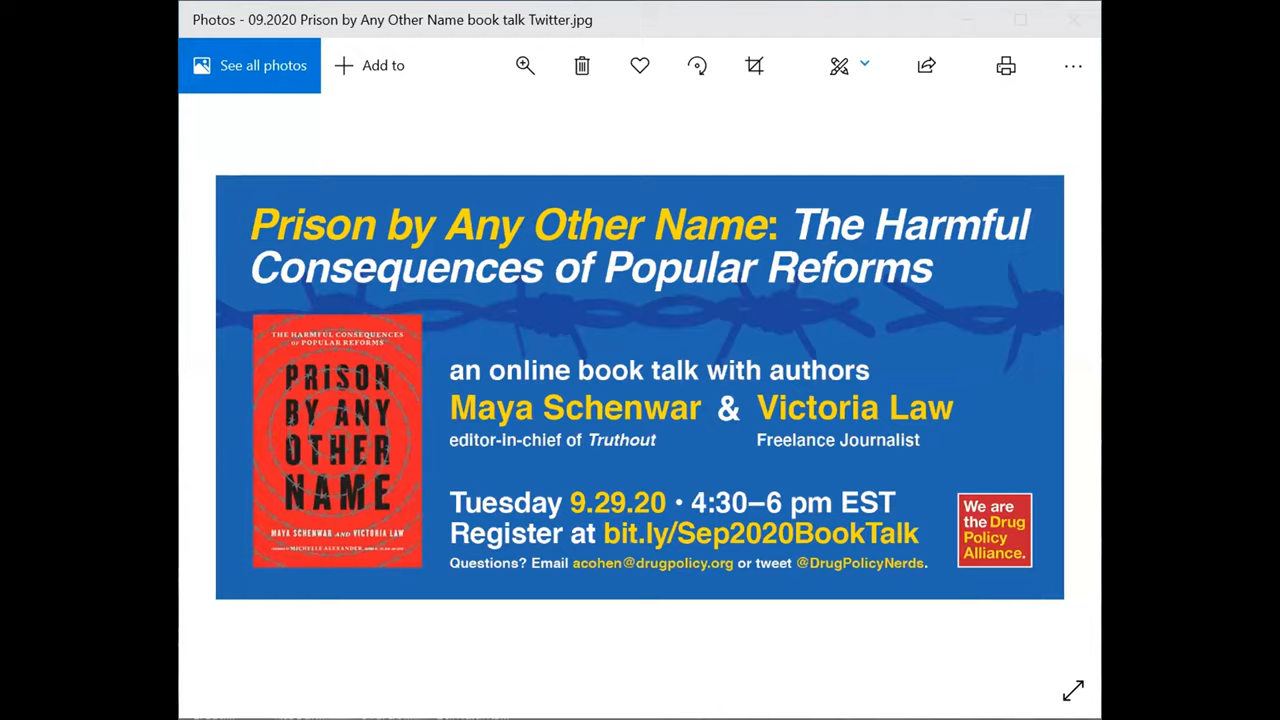 Photos - 09.2020 Prison by Any Other Name book talk Twitter.jpg
See all photos
Add to
Prison by Any Other Name: The Harmful
Consequences of Popular Reforms
THE HARMFUL CONSEQUENCES
OF POPULAR REFORMS
PRISON
BY ANY
OTHER
NAME
MAYA SCHENWAR AND VICTORIA LAW
an online book talk with authors
Maya Schenwar & Victoria Law
editor-in-chief of Truthout Freelance Journalist
Tuesday 9.29.20 • 4:30–6 pm EST
Register at bit.ly/Sep2020BookTalk
Questions? Email acohen@drugpolicy.org or tweet @DrugPolicyNerds.
We are
the Drug
Policy
Alliance.